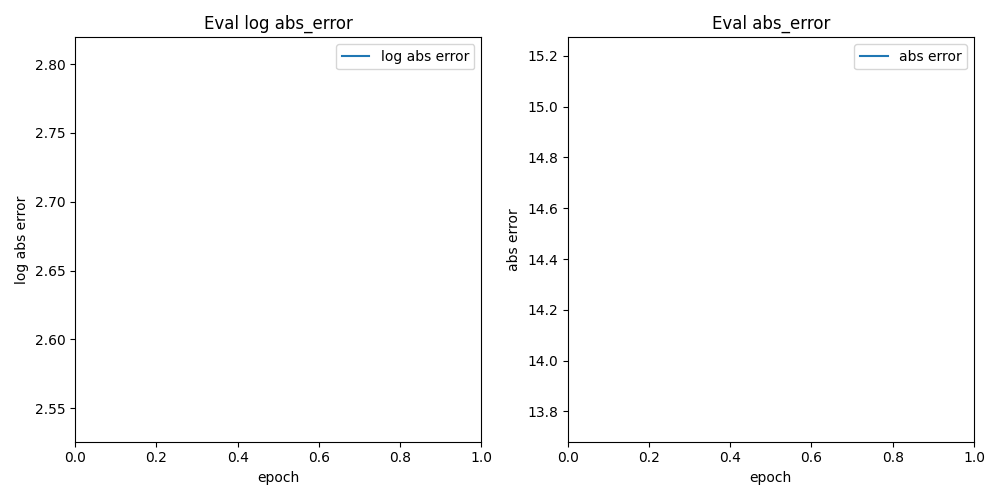 Eval log abs_error
log abs error
2.80
2.75
2.70
2.65
2.60
2.55
log abs error
0.0 0.2 0.4 0.6 0.8 1.0
epoch
Eval abs_error
abs error
15.2
15.0
14.8
14.6
14.4
14.2
14.0
13.8
abs error
0.0 0.2 0.4 0.6 0.8 1.0
epoch